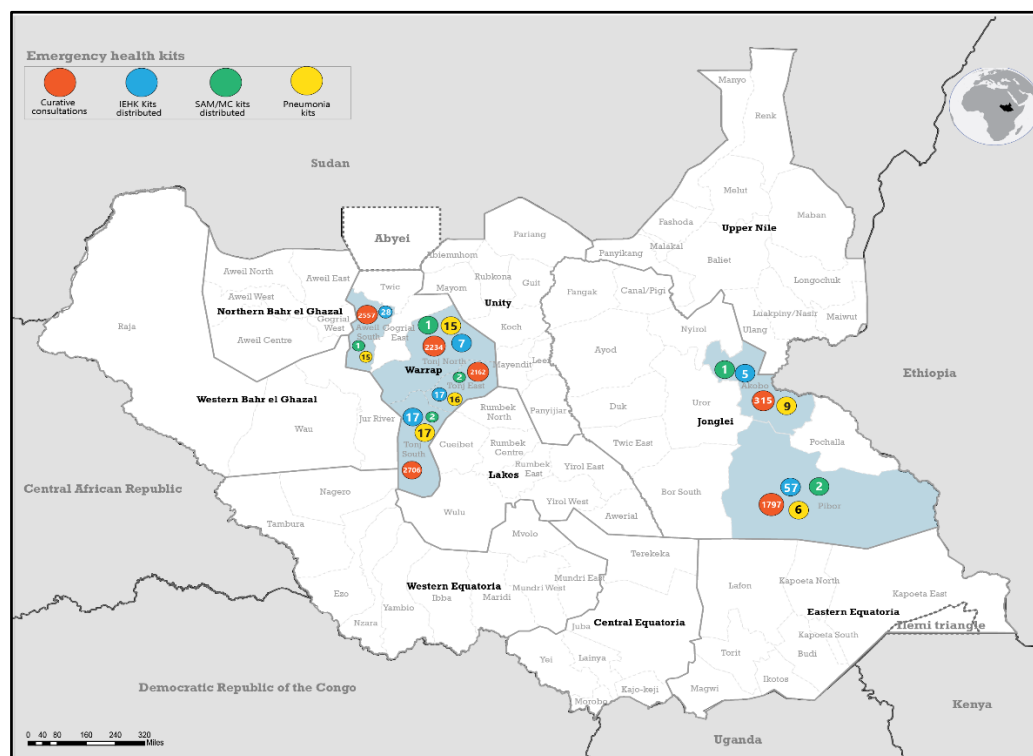 Emergency health kits
Curative
consultations
IEHK Kits
distributed
SAM/MC kits
distributed
Pneumonia
kits
Sudan
Manyo
Renk
Melut
Maban
Fashoda
Upper Nile
Malakal
Panyikang
Baliet
Longochuk
Luiakpiny/Nasir
Maiwut
Ulang
Abyei
Pariang
Abiemnhom
Rubkona
Mayom
Guit
Unity
Koch
Mayendit
Leer
Panyijiar
Twic
Aweil North
Aweil East
Aweil West
Northern Bahr el Ghazal
Gogrial
West
Aweil Centre
Aweil
South
Gogrial
East
2557
28
1
15
1
15
7
2234
Tonj North
Warrap
2162
2
Tonj East
17
16
17
2
17
Tonj
South
2706
Raja
Western Bahr el Ghazal
Jur River
Wau
Fangak
Canal/Pigi
Nyirol
Ayod
Duk
Uror
Jonglei
Twic East
Bor South
1
5
Akobo
315
9
Pochalla
57
2
1797
6
Pibor
Ethiopia
Rumbek
North
Cueibet
Rumbek
Centre
Rumbek
East
Yirol East
Lakes
Yirol West
Awerial
Wulu
Central African Republic
Nagero
Tambura
Mvolo
Western Equatoria
Mundri East
Mundri West
Ezo
Yambio
Ibba
Maridi
Nzara
Terekeka
Central Equatoria
Juba
Yei
Lainya
Morobo
Kajo-keji
Lafon
Kapoeta North
Kapoeta East
Eastern Equatoria
Kapoeta South
Torit
Budi
Ikotos
Magwi
Ilemi triangle
Democratic Republic of the Congo
Uganda
Kenya
0 40 80 160 240 320
Miles